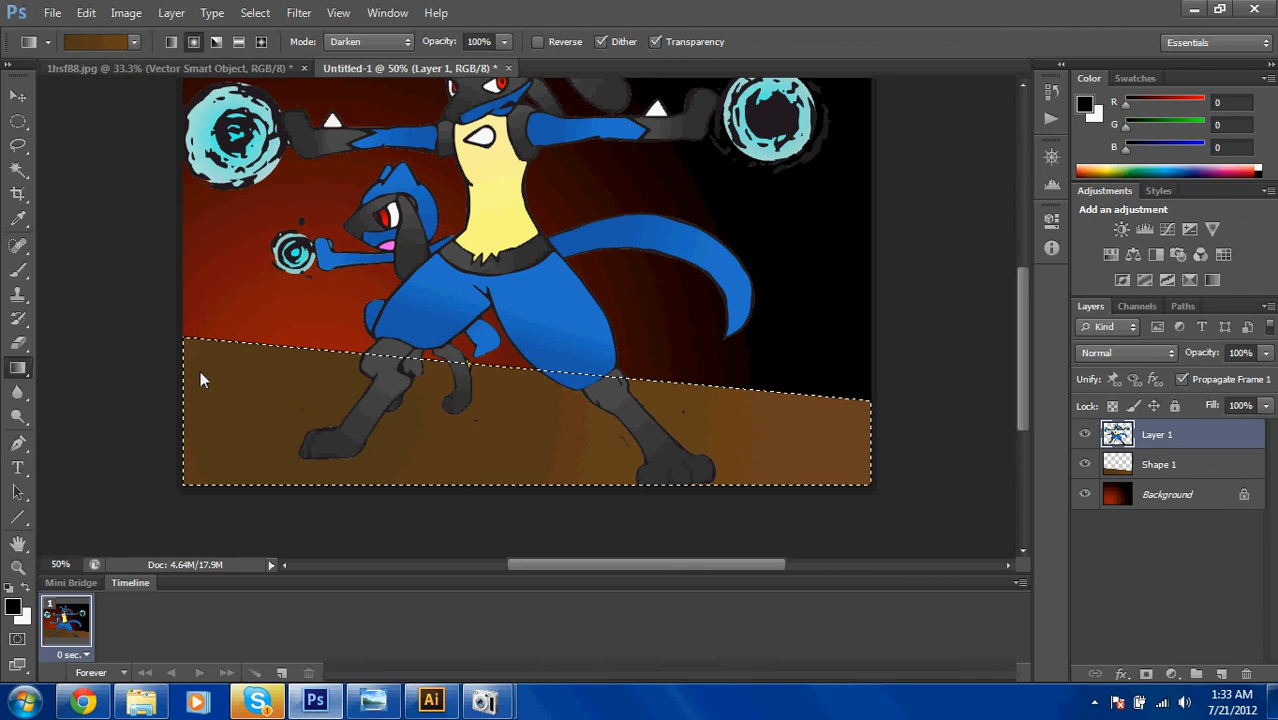 Ps File Edit Image Layer Type Select Filter View Window Help
Mode: Darken Opacity: 100% Reverse Dither Transparency Essentials
1hsf88.jpg @ 33.3% (Vector Smart Object, RGB/8) * × Untitled-1 @ 50% (Layer 1, RGB/8) * ×
Color Swatches
R 0
G 0
B 0
Adjustments Styles
Add an adjustment
Layers Channels Paths
Kind
Normal Opacity: 100%
Unify: Propagate Frame 1
Lock: Fill: 100%
Layer 1
Shape 1
Background
T
50% Doc: 4.64M/17.9M
Mini Bridge Timeline
1
0 sec.
Forever
fx
S 1 Ps Ai
1:33 AM
7/21/2012